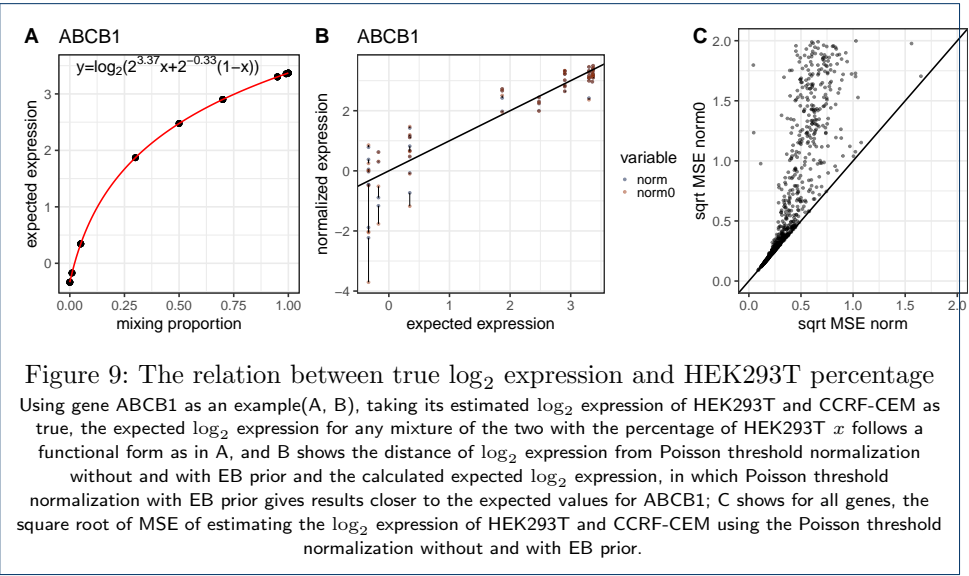 A ABCB1
y=log2(2^3.37x+2^-0.33(1−x))
expected expression
3
2
1
0
0.00 0.25 0.50 0.75 1.00
mixing proportion
B ABCB1
normalized expression
2
0
−2
−4
0 1 2 3
expected expression
variable
norm
norm0
C
sqrt MSE norm0
2.0
1.5
1.0
0.5
0.0
0.0 0.5 1.0 1.5 2.0
sqrt MSE norm
Figure 9: The relation between true log2 expression and HEK293T percentage
Using gene ABCB1 as an example(A, B), taking its estimated log2 expression of HEK293T and CCRF-CEM as
true, the expected log2 expression for any mixture of the two with the percentage of HEK293T x follows a
functional form as in A, and B shows the distance of log2 expression from Poisson threshold normalization
without and with EB prior and the calculated expected log2 expression, in which Poisson threshold
normalization with EB prior gives results closer to the expected values for ABCB1; C shows for all genes, the
square root of MSE of estimating the log2 expression of HEK293T and CCRF-CEM using the Poisson threshold
normalization without and with EB prior.